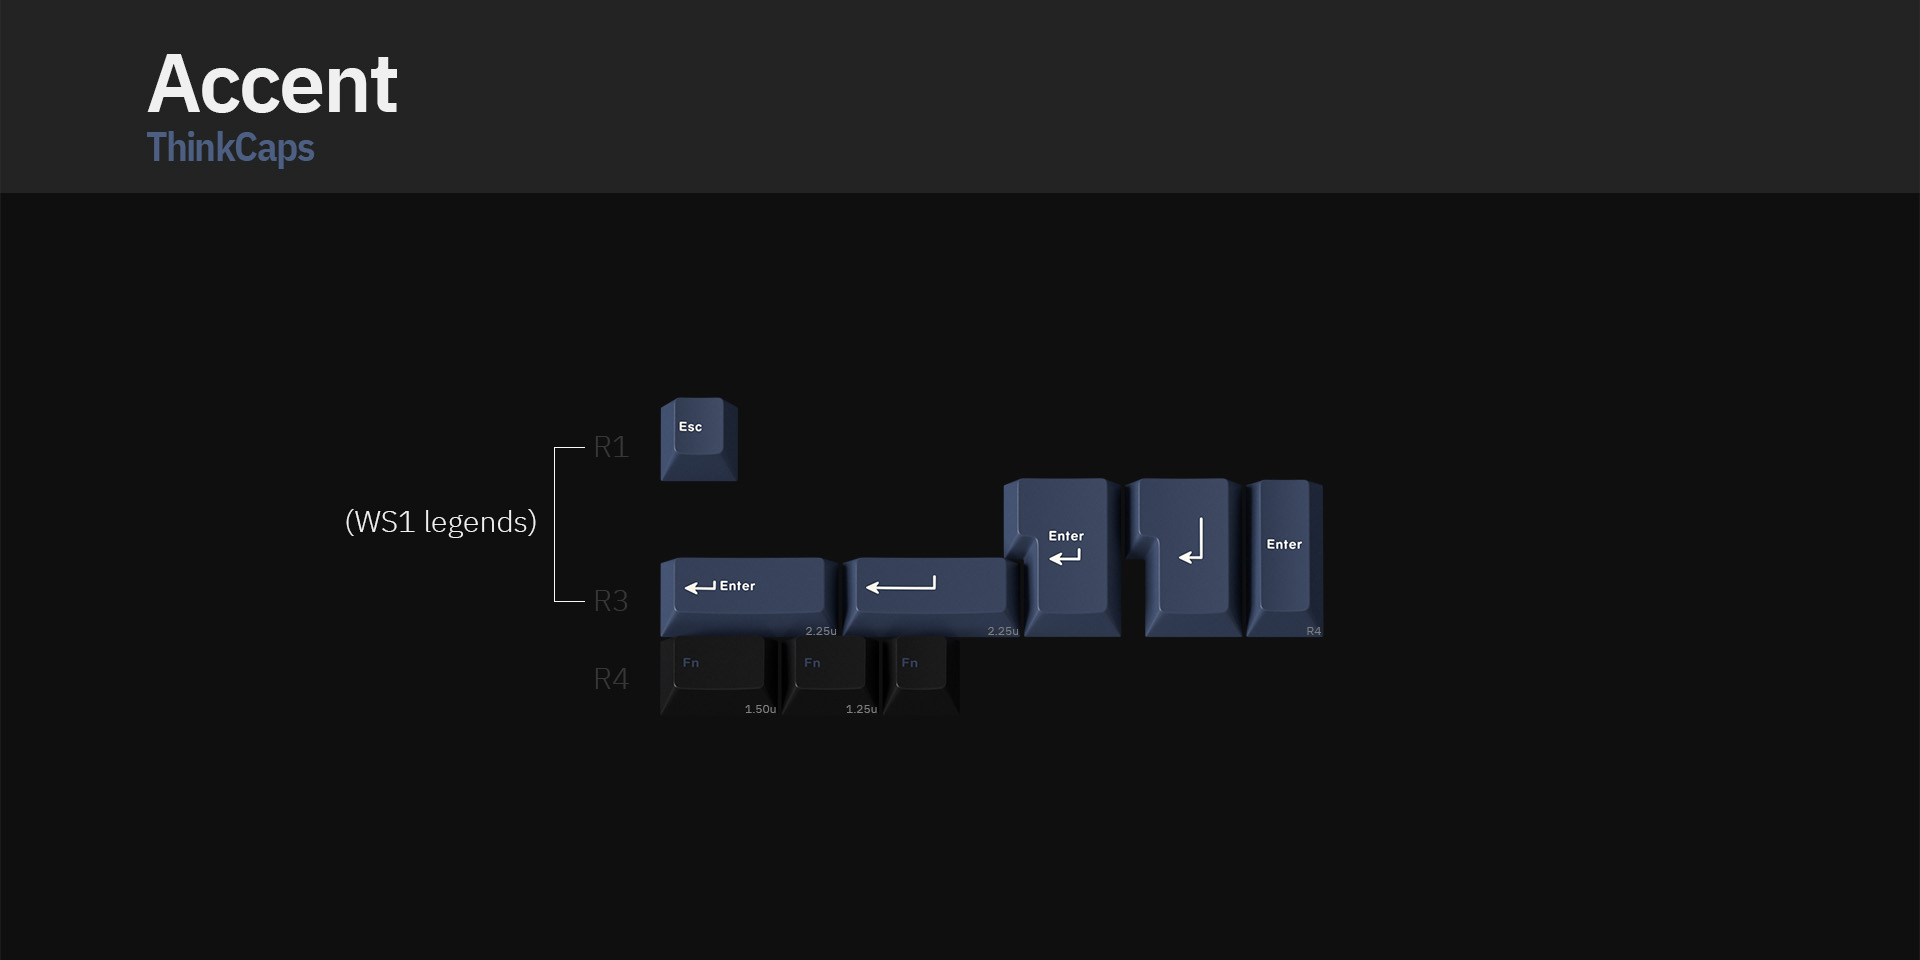 Accent
ThinkCaps
R1
Esc
(WS1 legends)
Enter
Enter
R3
Enter
2.25u
2.25u
R4
R4
Fn
Fn
Fn
1.50u
1.25u